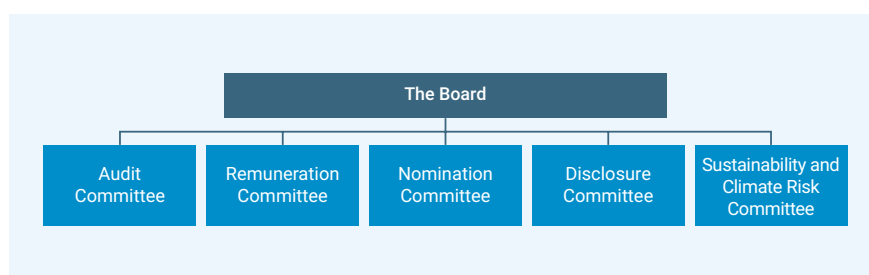 The Board
Audit
Committee
Remuneration
Committee
Nomination
Committee
Disclosure
Committee
Sustainability and
Climate Risk
Committee